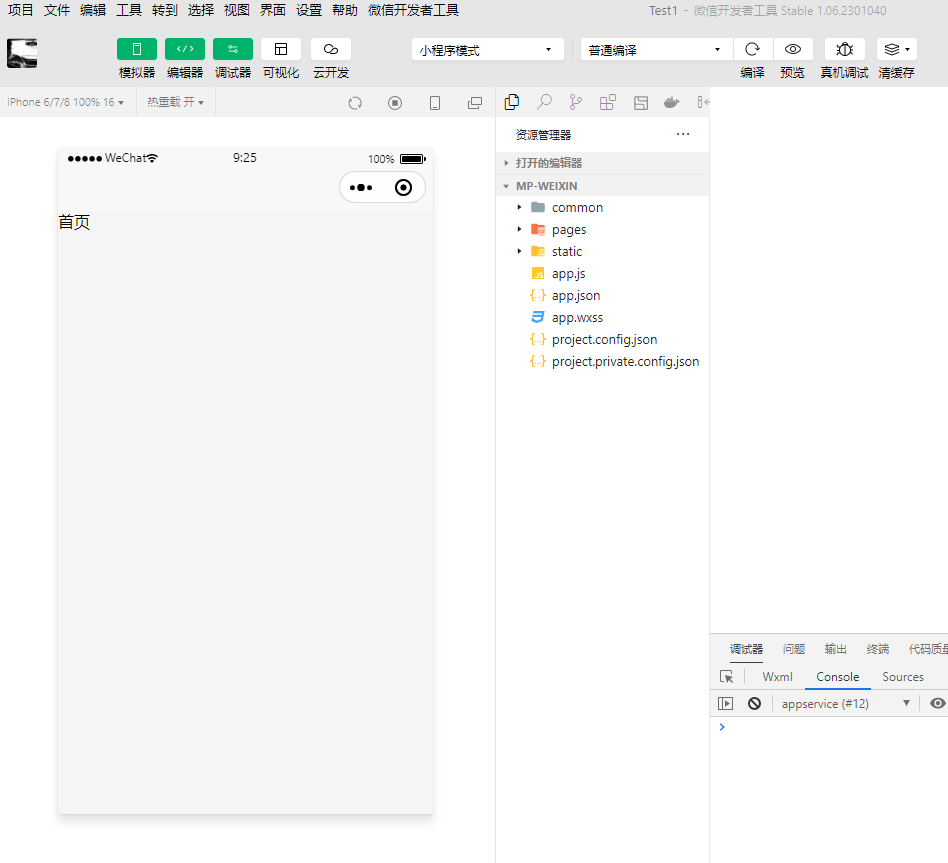 项目 文件 编辑 工具 转到 选择 视图 界面 设置 帮助 微信开发者工具 Test1 - 微信开发者工具 Stable 1.06.2301040
小程序模式 普通编译
模拟器 编辑器 调试器 可视化 云开发 编译 预览 真机调试 清缓存
iPhone 6/7/8 100% 16 热重载 开
资源管理器
打开的编辑器
WeChat 9:25 100%
MP-WEIXIN
common
首页
pages
static
app.js
app.json
app.wxss
project.config.json
project.private.config.json
调试器 问题 输出 终端 代码质量
Wxml Console Sources
appservice (#12)